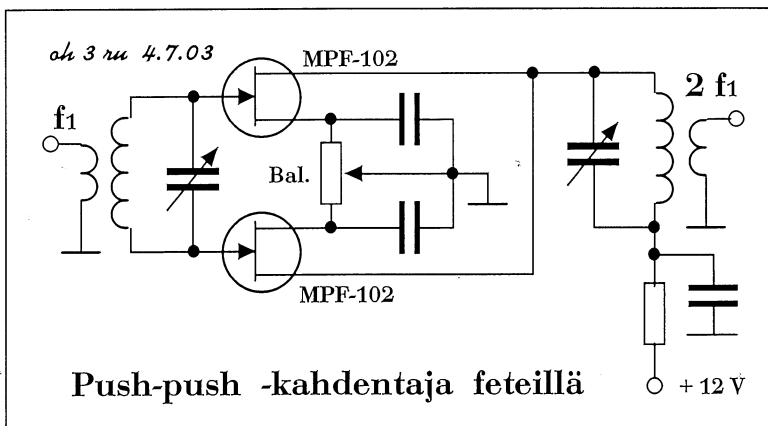 oh 3 ru 4.7.03
MPF-102
f1
2 f1
Bal.
MPF-102
+ 12 V
Push-push -kahdentaja feteillä